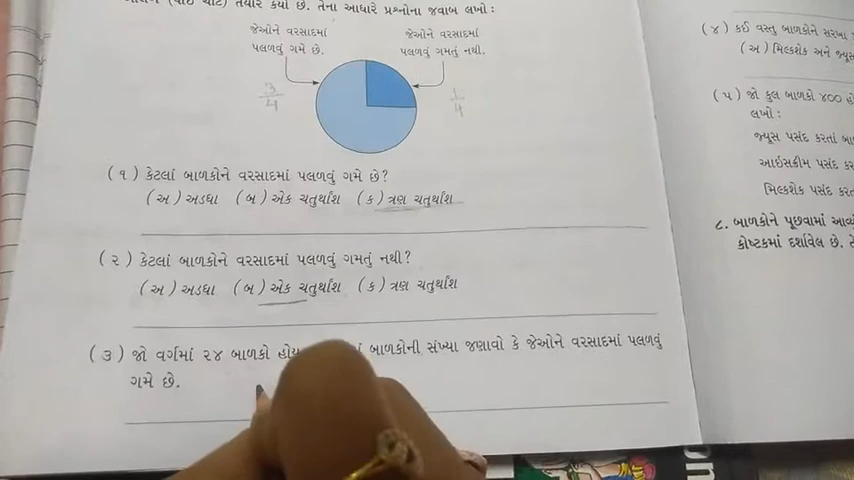 (પાઇ ચાર્ટ) તૈયાર કર્યો છે. તેના આધારે પ્રશ્નોના જવાબ લખો :
જેઓને વરસાદમાં
પલળવું ગમે છે.
જેઓને વરસાદમાં
પલળવું ગમતું નથી.
3/4
1/4
(૧) કેટલાં બાળકોને વરસાદમાં પલળવું ગમે છે?
(અ) અડધા (બ) એક ચતુર્થાંશ (ક) ત્રણ ચતુર્થાંશ
(૨) કેટલાં બાળકોને વરસાદમાં પલળવું ગમતું નથી?
(અ) અડધા (બ) એક ચતુર્થાંશ (ક) ત્રણ ચતુર્થાંશ
(૩) જો વર્ગમાં ૨૪ બાળકો બાળકોની સંખ્યા જણાવો કે જેઓને વરસાદમાં પલળવું
ગમે છે.
(૪) કઈ વસ્તુ બાળકોને સરખા
(અ) મિલ્કશેક અને
(૫) જો કુલ બાળકો ૪૦૦
લખો :
જ્યૂસ પસંદ કરતાં
આઇસક્રીમ પસંદ
મિલ્કશેક પસંદ
૮. બાળકોને પૂછવામાં
કોષ્ટકમાં દર્શાવેલ છે.